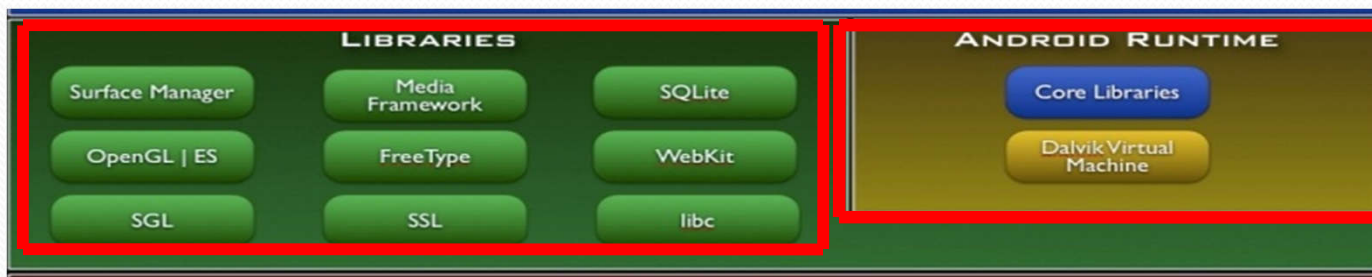 LIBRARIES
Surface Manager
Media
Framework
SQLite
OpenGL | ES
FreeType
WebKit
SGL
SSL
libc
ANDROID RUNTIME
Core Libraries
Dalvik Virtual
Machine